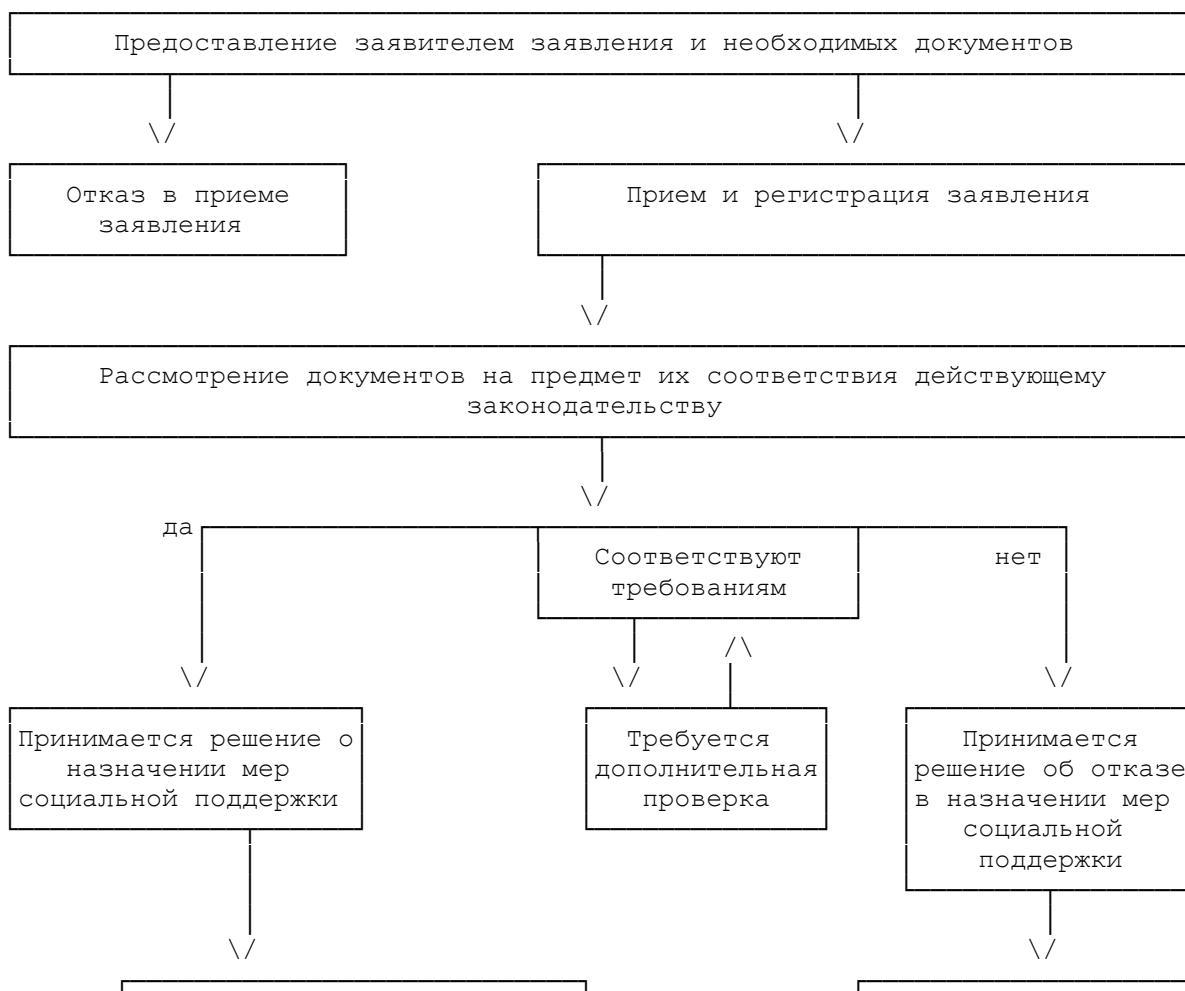 Предоставление заявителем заявления и необходимых документов
Отказ в приеме
заявления
Прием и регистрация заявления
Рассмотрение документов на предмет их соответствия действующему
законодательству
да
Соответствуют
требованиям
нет
Принимается решение о
назначении мер
социальной поддержки
Требуется
дополнительная
проверка
Принимается
решение об отказе
в назначении мер
социальной
поддержки